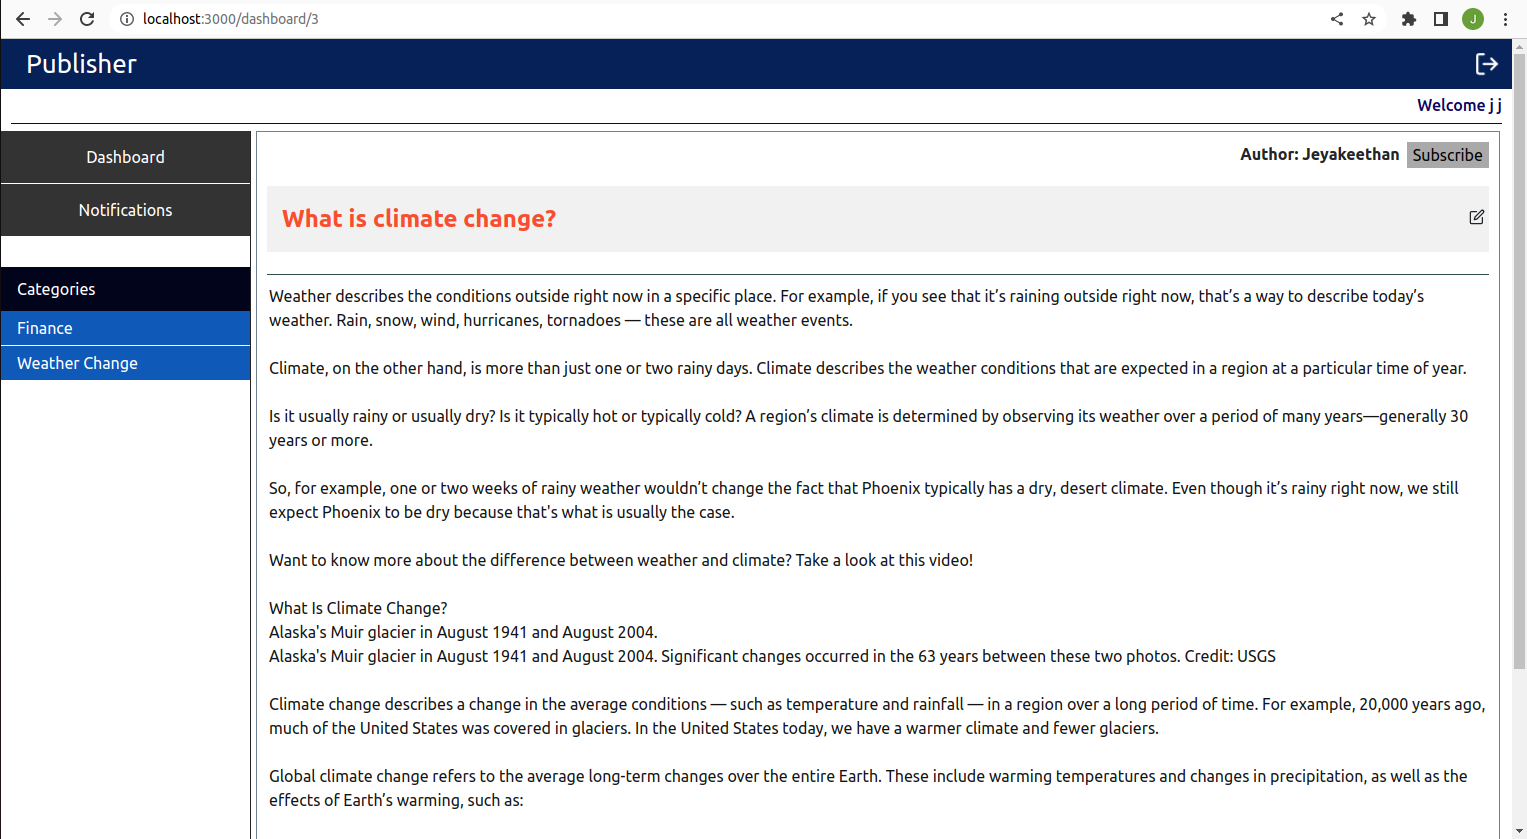 localhost:3000/dashboard/3
J
Publisher
Welcome j j
Dashboard
Notifications
Categories
Finance
Weather Change
Author: Jeyakeethan Subscribe
What is climate change?
Weather describes the conditions outside right now in a specific place. For example, if you see that it’s raining outside right now, that’s a way to describe today’s
weather. Rain, snow, wind, hurricanes, tornadoes — these are all weather events.
Climate, on the other hand, is more than just one or two rainy days. Climate describes the weather conditions that are expected in a region at a particular time of year.
Is it usually rainy or usually dry? Is it typically hot or typically cold? A region’s climate is determined by observing its weather over a period of many years—generally 30
years or more.
So, for example, one or two weeks of rainy weather wouldn’t change the fact that Phoenix typically has a dry, desert climate. Even though it’s rainy right now, we still
expect Phoenix to be dry because that's what is usually the case.
Want to know more about the difference between weather and climate? Take a look at this video!
What Is Climate Change?
Alaska's Muir glacier in August 1941 and August 2004.
Alaska's Muir glacier in August 1941 and August 2004. Significant changes occurred in the 63 years between these two photos. Credit: USGS
Climate change describes a change in the average conditions — such as temperature and rainfall — in a region over a long period of time. For example, 20,000 years ago,
much of the United States was covered in glaciers. In the United States today, we have a warmer climate and fewer glaciers.
Global climate change refers to the average long-term changes over the entire Earth. These include warming temperatures and changes in precipitation, as well as the
effects of Earth’s warming, such as: